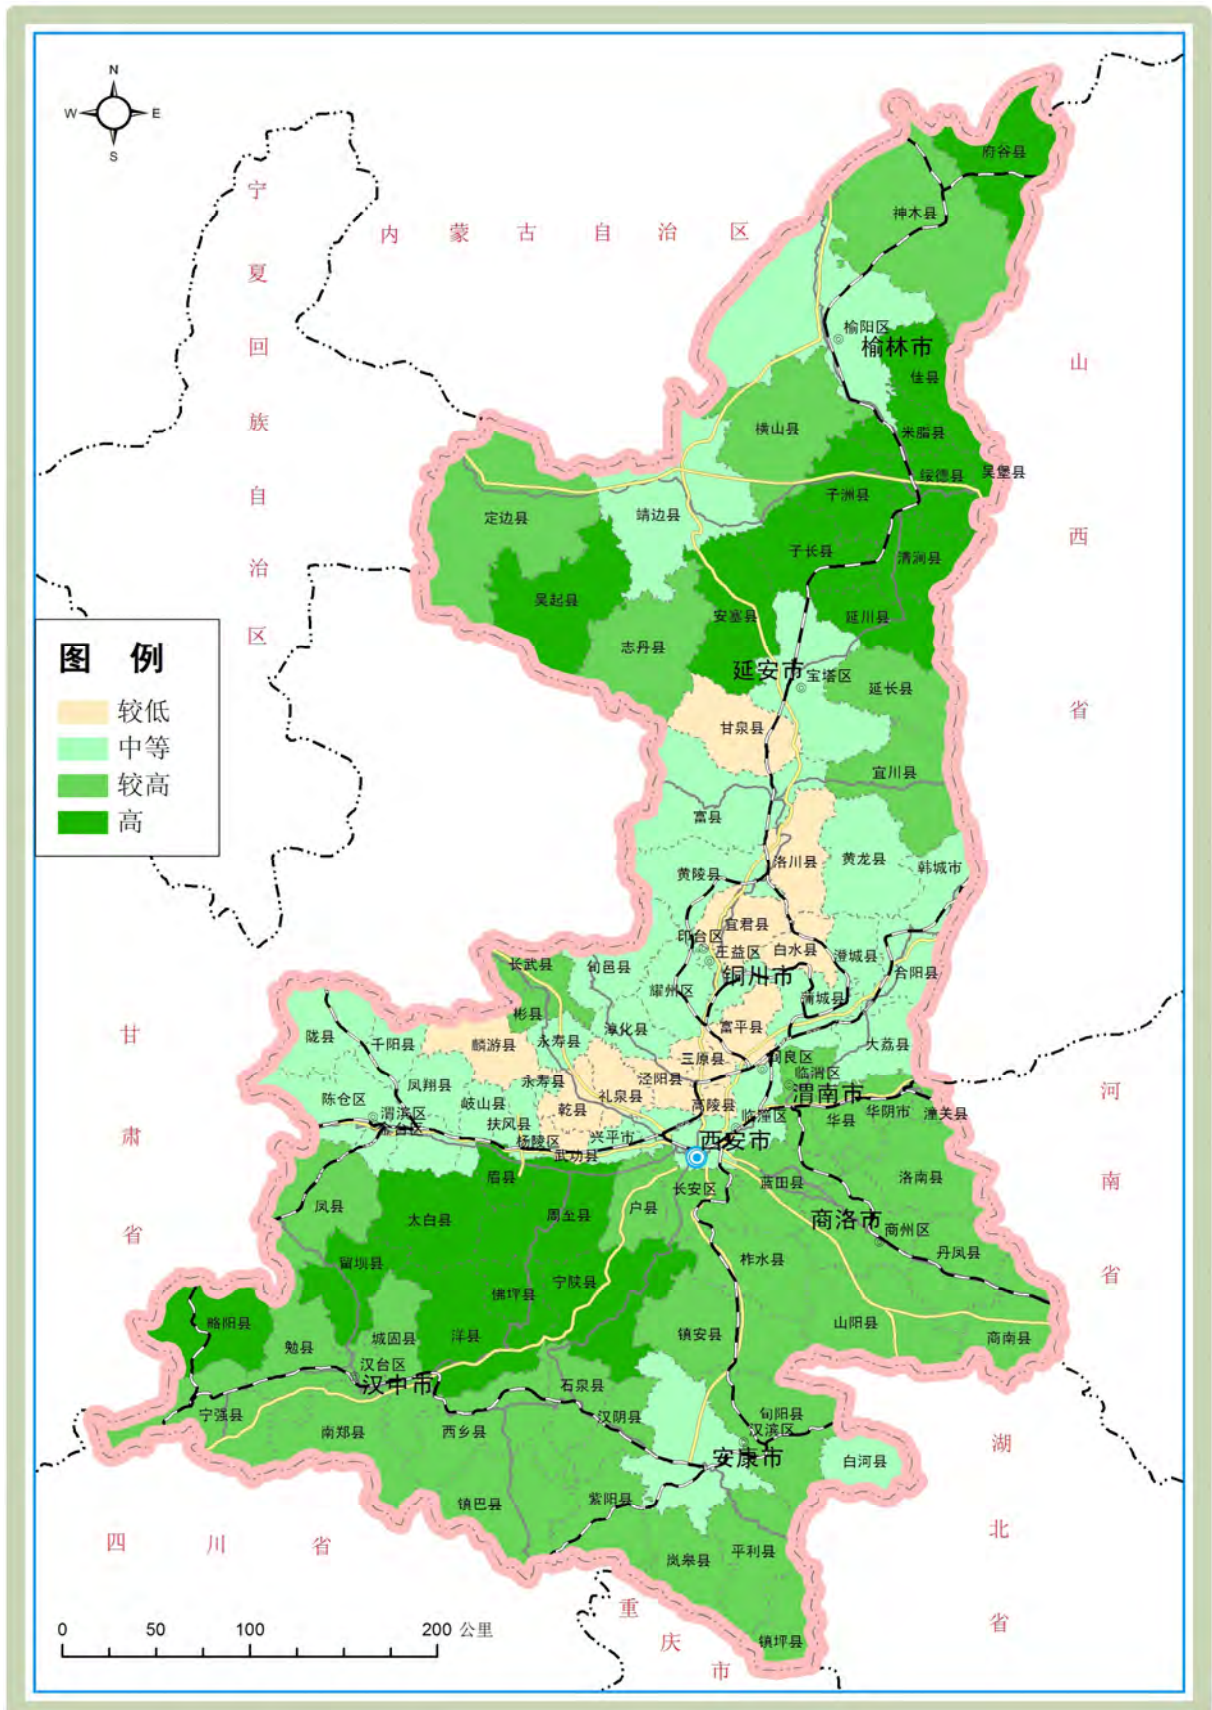 N
W
E
S
宁夏回族自治区
内蒙古自治区
山西省
河南省
湖北省
重庆市
四川省
甘肃省
府谷县
神木县
榆阳区
榆林市
佳县
横山县
米脂县
绥德县
吴堡县
子洲县
定边县
靖边县
子长县
清涧县
吴起县
安塞县
延川县
志丹县
延安市
宝塔区
延长县
甘泉县
宜川县
富县
洛川县
黄龙县
韩城市
黄陵县
宜君县
印台区
王益区
白水县
澄城县
合阳县
铜川市
长武县
旬邑县
耀州区
蒲城县
彬县
淳化县
富平县
陇县
千阳县
麟游县
永寿县
大荔县
三原县
阎良区
临渭区
渭南市
凤翔县
永寿县
泾阳县
礼泉县
陈仓区
岐山县
乾县
高陵县
临潼区
华县
华阴市
潼关县
渭滨区
金台区
扶风县
杨陵区
兴平市
武功县
西安市
眉县
长安区
蓝田县
洛南县
凤县
太白县
周至县
户县
商洛市
商州区
丹凤县
柞水县
留坝县
佛坪县
宁陕县
略阳县
勉县
城固县
洋县
镇安县
山阳县
商南县
汉台区
汉中市
石泉县
宁强县
南郑县
西乡县
汉阴县
旬阳县
汉滨区
安康市
白河县
镇巴县
紫阳县
岚皋县
平利县
镇坪县
图 例
较低
中等
较高
高
0 50 100 200 公里